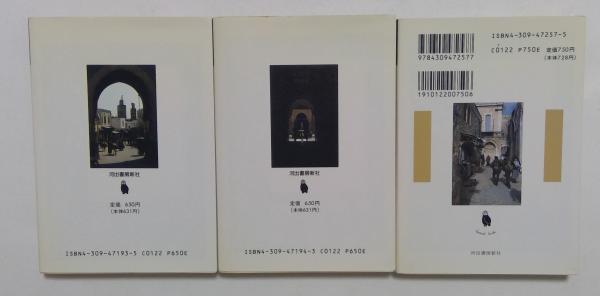 河出書房新社
定価 650円
(本体631円)
ISBN4-309-47193-5 C0122 P650E
河出書房新社
定価 650円
(本体631円)
ISBN4-309-47194-3 C0122 P650E
ISBN4-309-47257-5
C0122 P750E 定価750円
(本体728円)
9784309472577
1910122007506
河出書房新社